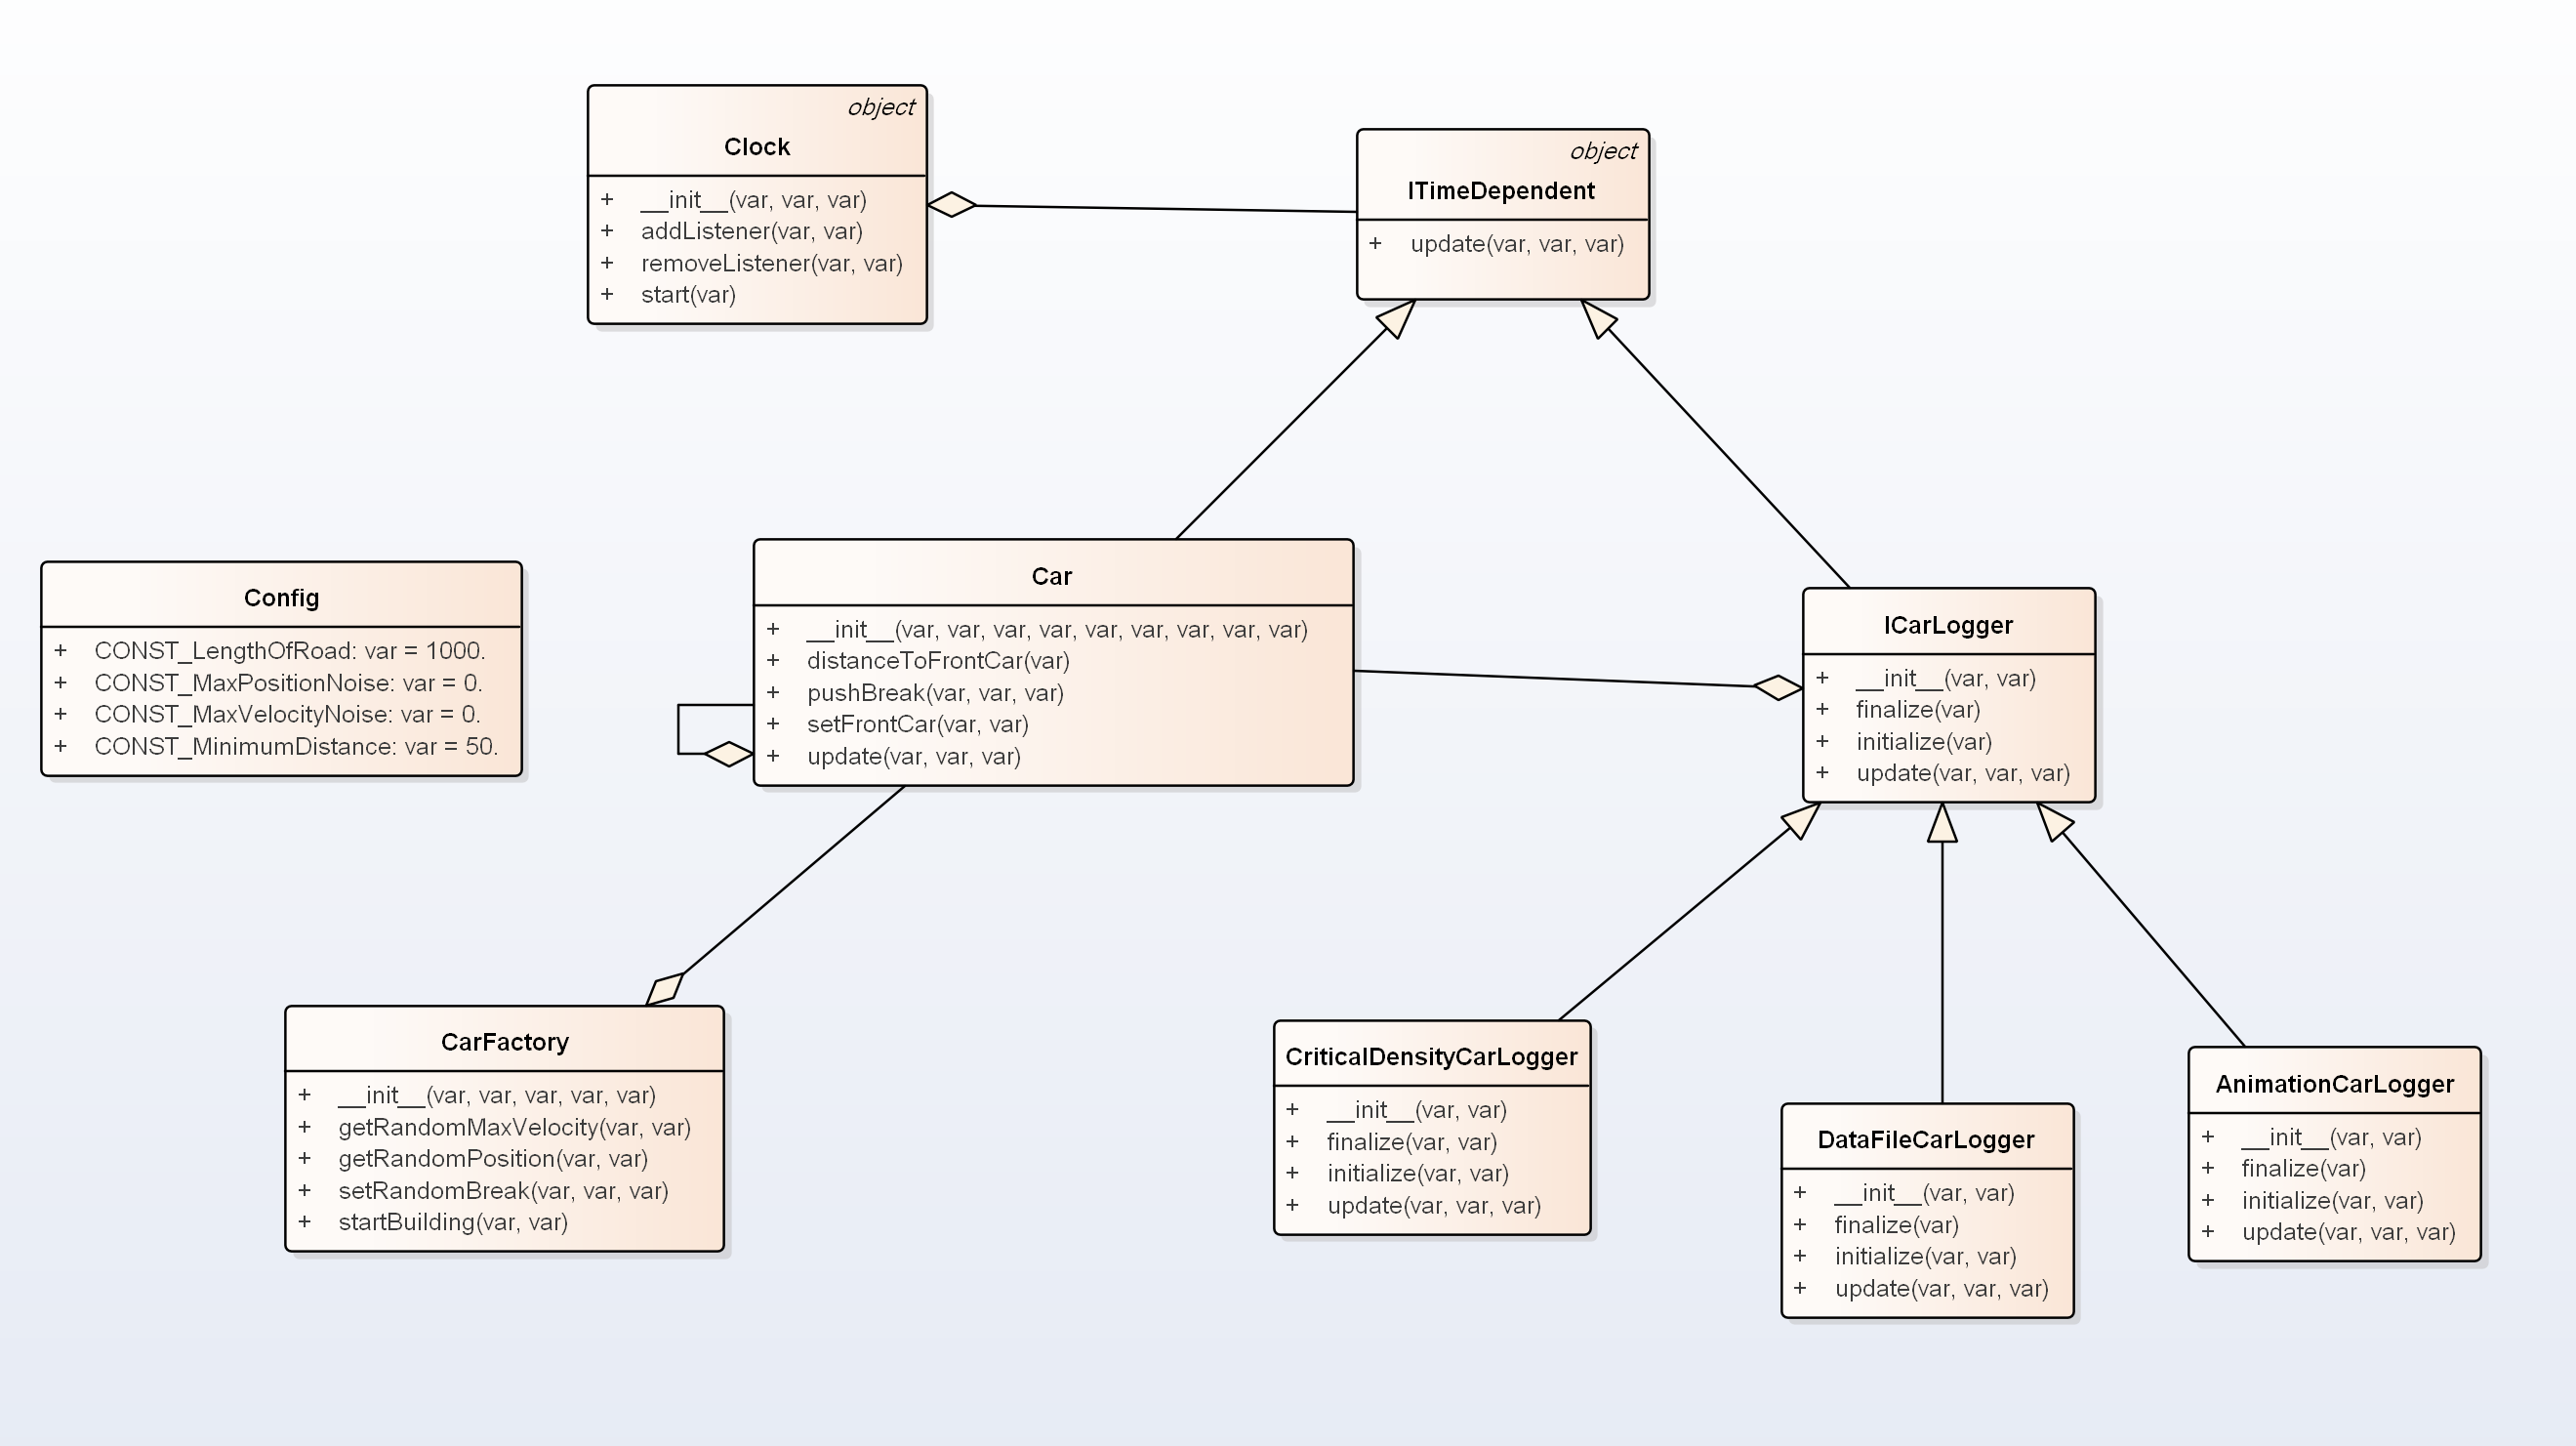 object
Clock
+ __init__(var, var, var)
+ addListener(var, var)
+ removeListener(var, var)
+ start(var)
object
ITimeDependent
+ update(var, var, var)
Config
+ CONST_LengthOfRoad: var = 1000.
+ CONST_MaxPositionNoise: var = 0.
+ CONST_MaxVelocityNoise: var = 0.
+ CONST_MinimumDistance: var = 50.
Car
+ __init__(var, var, var, var, var, var, var, var, var)
+ distanceToFrontCar(var)
+ pushBreak(var, var, var)
+ setFrontCar(var, var)
+ update(var, var, var)
ICarLogger
+ __init__(var, var)
+ finalize(var)
+ initialize(var)
+ update(var, var, var)
CarFactory
+ __init__(var, var, var, var, var)
+ getRandomMaxVelocity(var, var)
+ getRandomPosition(var, var)
+ setRandomBreak(var, var, var)
+ startBuilding(var, var)
CriticalDensityCarLogger
+ __init__(var, var)
+ finalize(var, var)
+ initialize(var, var)
+ update(var, var, var)
DataFileCarLogger
+ __init__(var, var)
+ finalize(var)
+ initialize(var, var)
+ update(var, var, var)
AnimationCarLogger
+ __init__(var, var)
+ finalize(var)
+ initialize(var, var)
+ update(var, var, var)